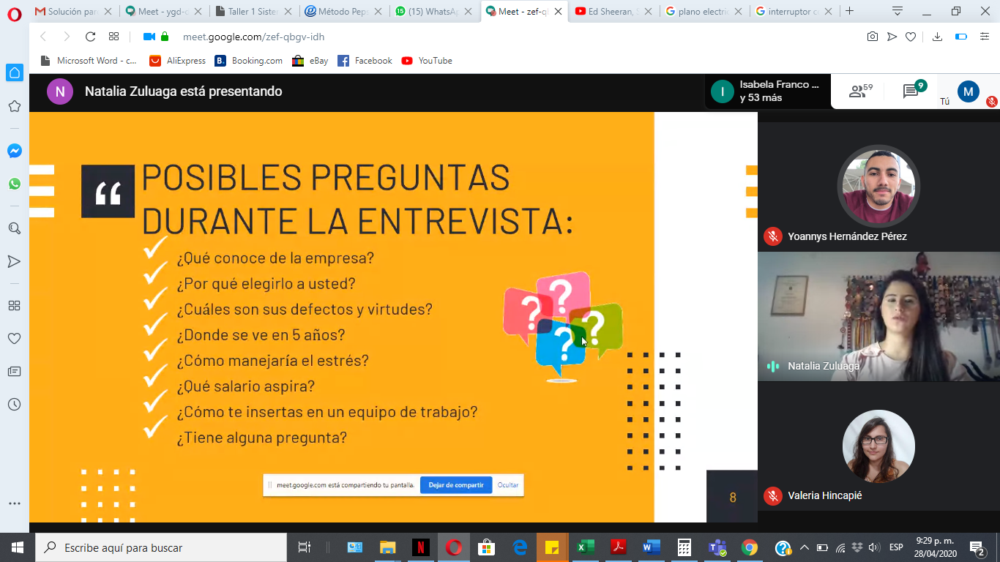 Solución par
Meet - ygd-c
Taller 1 Siste
Método Peps
(15) WhatsA
Meet - zef-q
Ed Sheeran,
plano electri
interruptor c
meet.google.com/zef-qbgv-idh
Microsoft Word - c...
AliExpress
B.
Booking.com
eBay
Facebook
YouTube
N
Natalia Zuluaga está presentando
I
Isabela Franco ...
y 53 más
59
9
Tú
M
“
POSIBLES PREGUNTAS
DURANTE LA ENTREVISTA:
¿Qué conoce de la empresa?
¿Por qué elegirlo a usted?
¿Cuáles son sus defectos y virtudes?
¿Donde se ve en 5 años?
¿Cómo manejaría el estrés?
¿Qué salario aspira?
¿Cómo te insertas en un equipo de trabajo?
¿Tiene alguna pregunta?
? ? ? ?
meet.google.com está compartiendo tu pantalla.
Dejar de compartir
Ocultar
8
Yoannys Hernández Pérez
Natalia Zuluaga
Valeria Hincapié
Escribe aquí para buscar
ESP
9:29 p. m.
28/04/2020
2